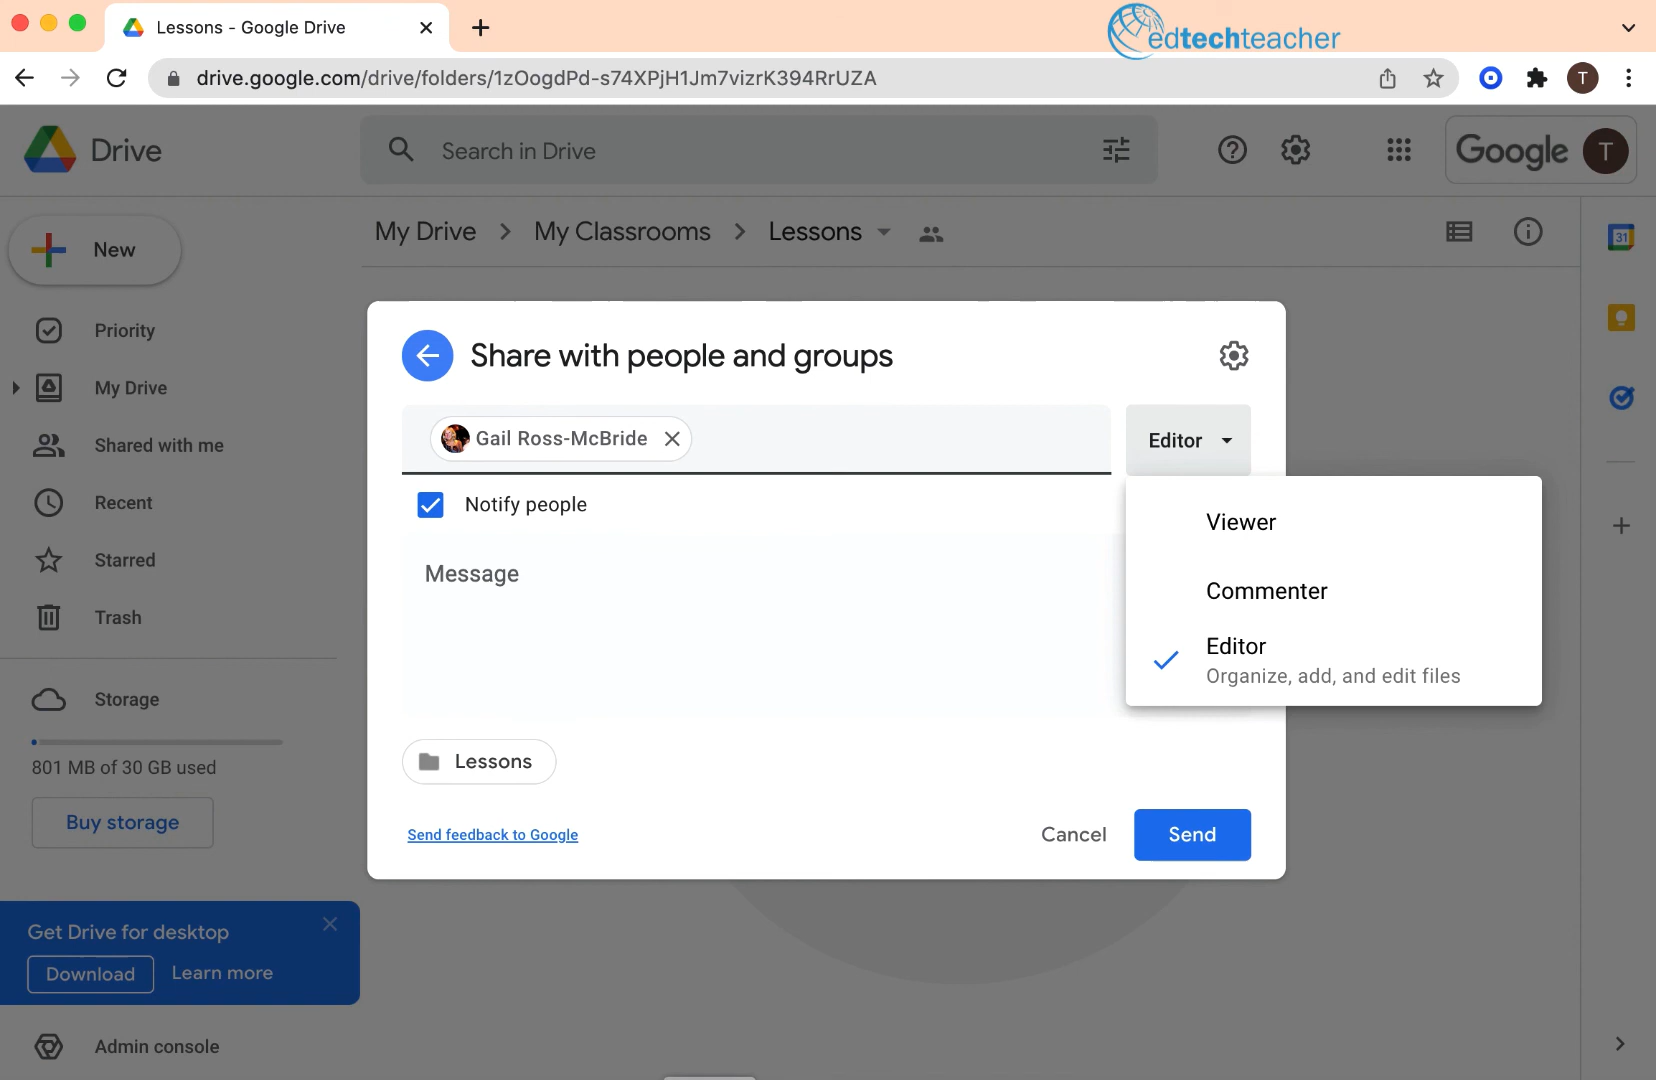 Lessons - Google Drive
edtechteacher
drive.google.com/drive/folders/1zOogdPd-s74XPjH1Jm7vizrK394RrUZA
T
Drive
Search in Drive
Google
T
New
My Drive
My Classrooms
Lessons
31
Priority
My Drive
Shared with me
Recent
Starred
Trash
Storage
801 MB of 30 GB used
Buy storage
Get Drive for desktop
Download
Learn more
Admin console
Share with people and groups
Gail Ross-McBride
Editor
Notify people
Message
Viewer
Commenter
Editor
Organize, add, and edit files
Lessons
Send feedback to Google
Cancel
Send